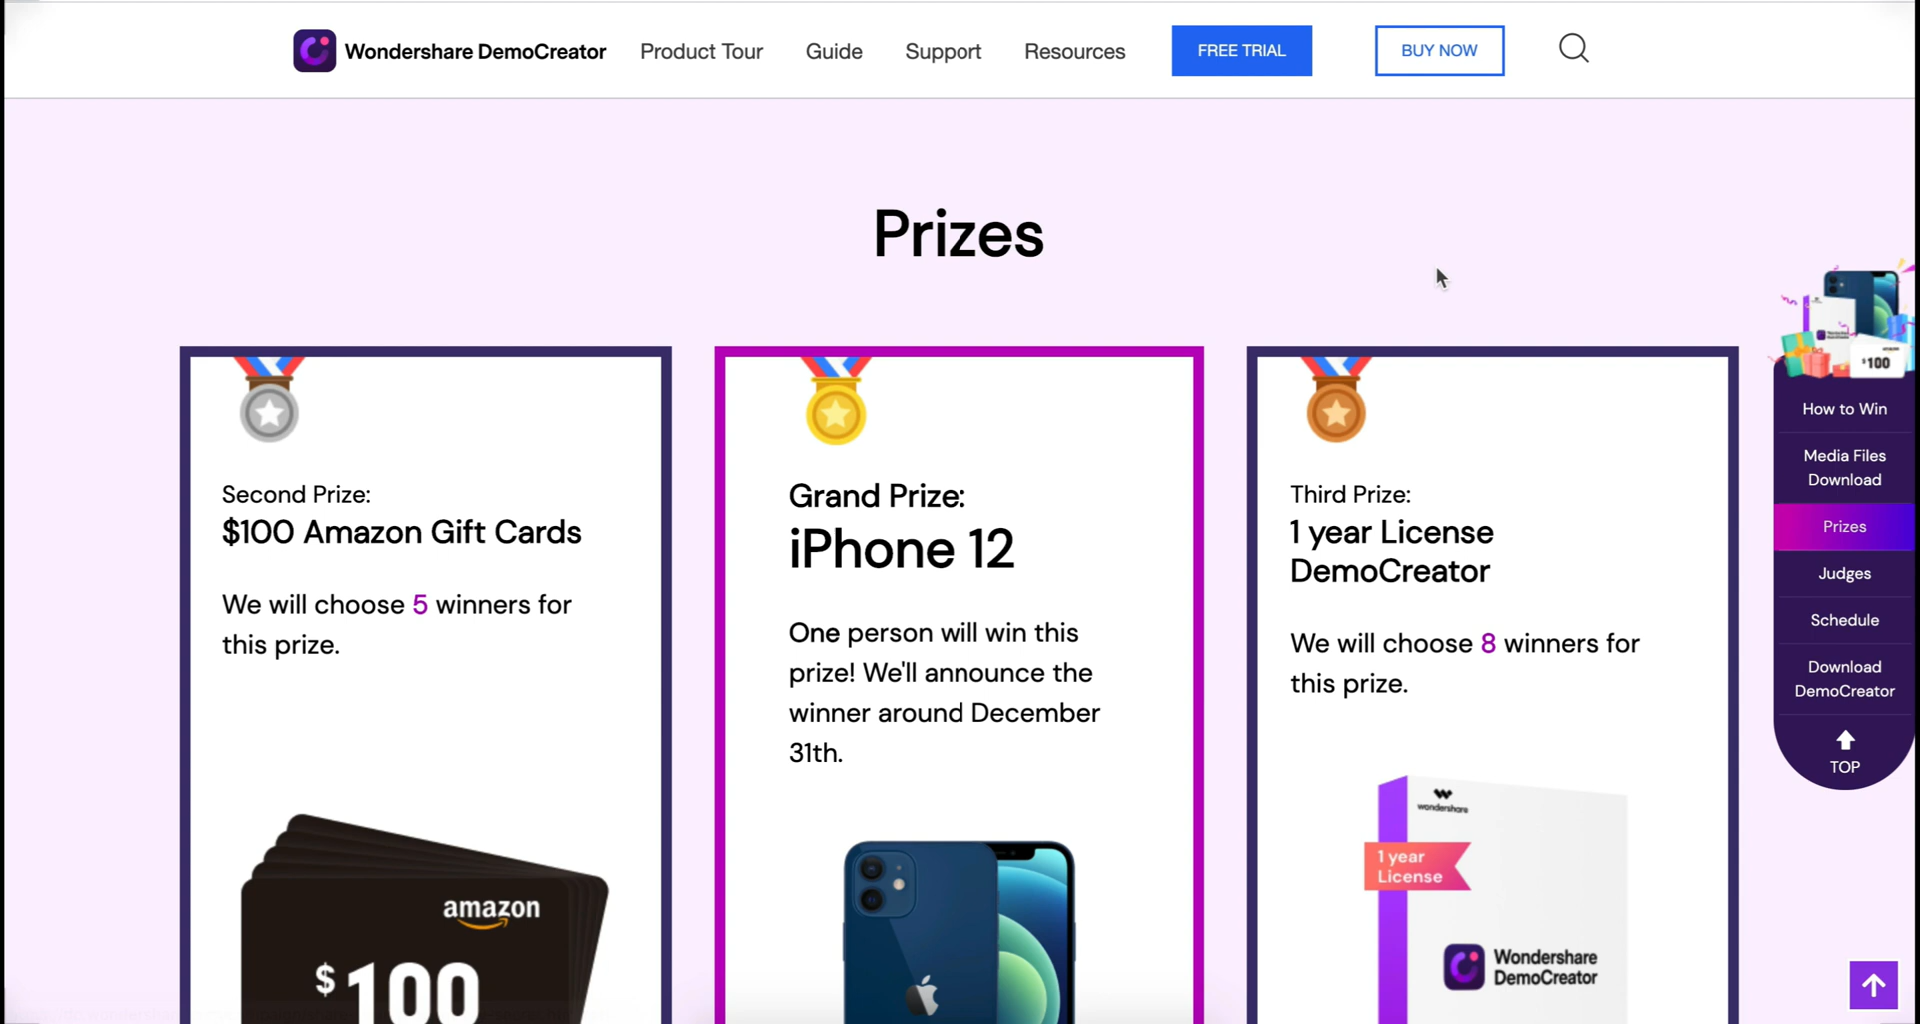 Wondershare DemoCreator Product Tour Guide Support Resources FREE TRIAL BUY NOW
Prizes
Second Prize:
$100 Amazon Gift Cards
We will choose 5 winners for
this prize.
amazon
$100
Grand Prize:
iPhone 12
One person will win this
prize! We'll announce the
winner around December
31th.
Third Prize:
1 year License
DemoCreator
We will choose 8 winners for
this prize.
wondershare
1 year
License
Wondershare
DemoCreator
$100
How to Win
Media Files
Download
Prizes
Judges
Schedule
Download
DemoCreator
TOP